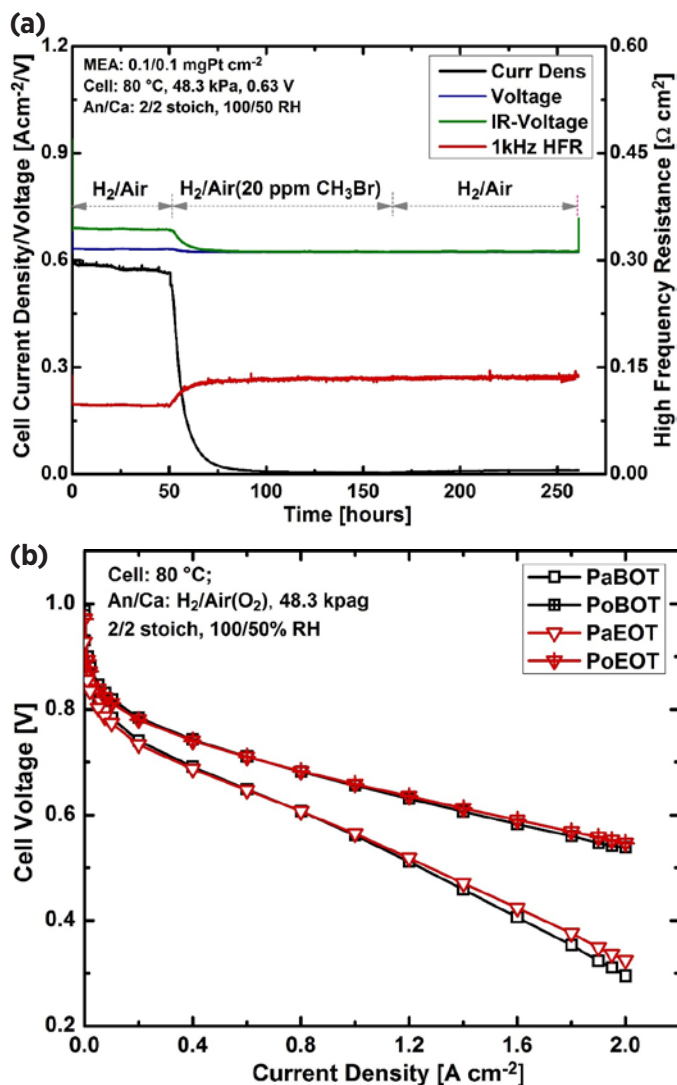 (a)
1.2
0.9
0.6
0.3
0.0
Cell Current Density/Voltage [Acm-2/V]
MEA: 0.1/0.1 mgPt cm-2
Cell: 80 °C, 48.3 kPa, 0.63 V
An/Ca: 2/2 stoich, 100/50 RH
Curr Dens
Voltage
IR-Voltage
1kHz HFR
H2/Air
H2/Air(20 ppm CH3Br)
H2/Air
0.60
0.45
0.30
0.15
0.00
High Frequency Resistance [Ω cm2]
0 50 100 150 200 250
Time [hours]
(b)
1.0
0.8
0.6
0.4
0.2
Cell Voltage [V]
Cell: 80 °C;
An/Ca: H2/Air(O2), 48.3 kpag
2/2 stoich, 100/50% RH
PaBOT
PoBOT
PaEOT
PoEOT
0.0 0.4 0.8 1.2 1.6 2.0
Current Density [A cm-2]